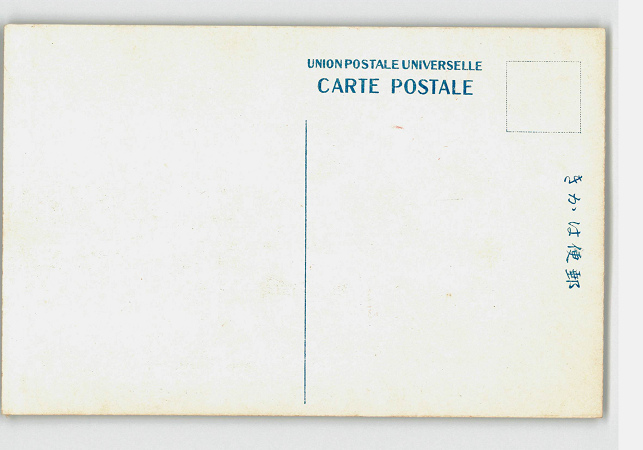 UNION POSTALE UNIVERSELLE
CARTE POSTALE
郵便はかき